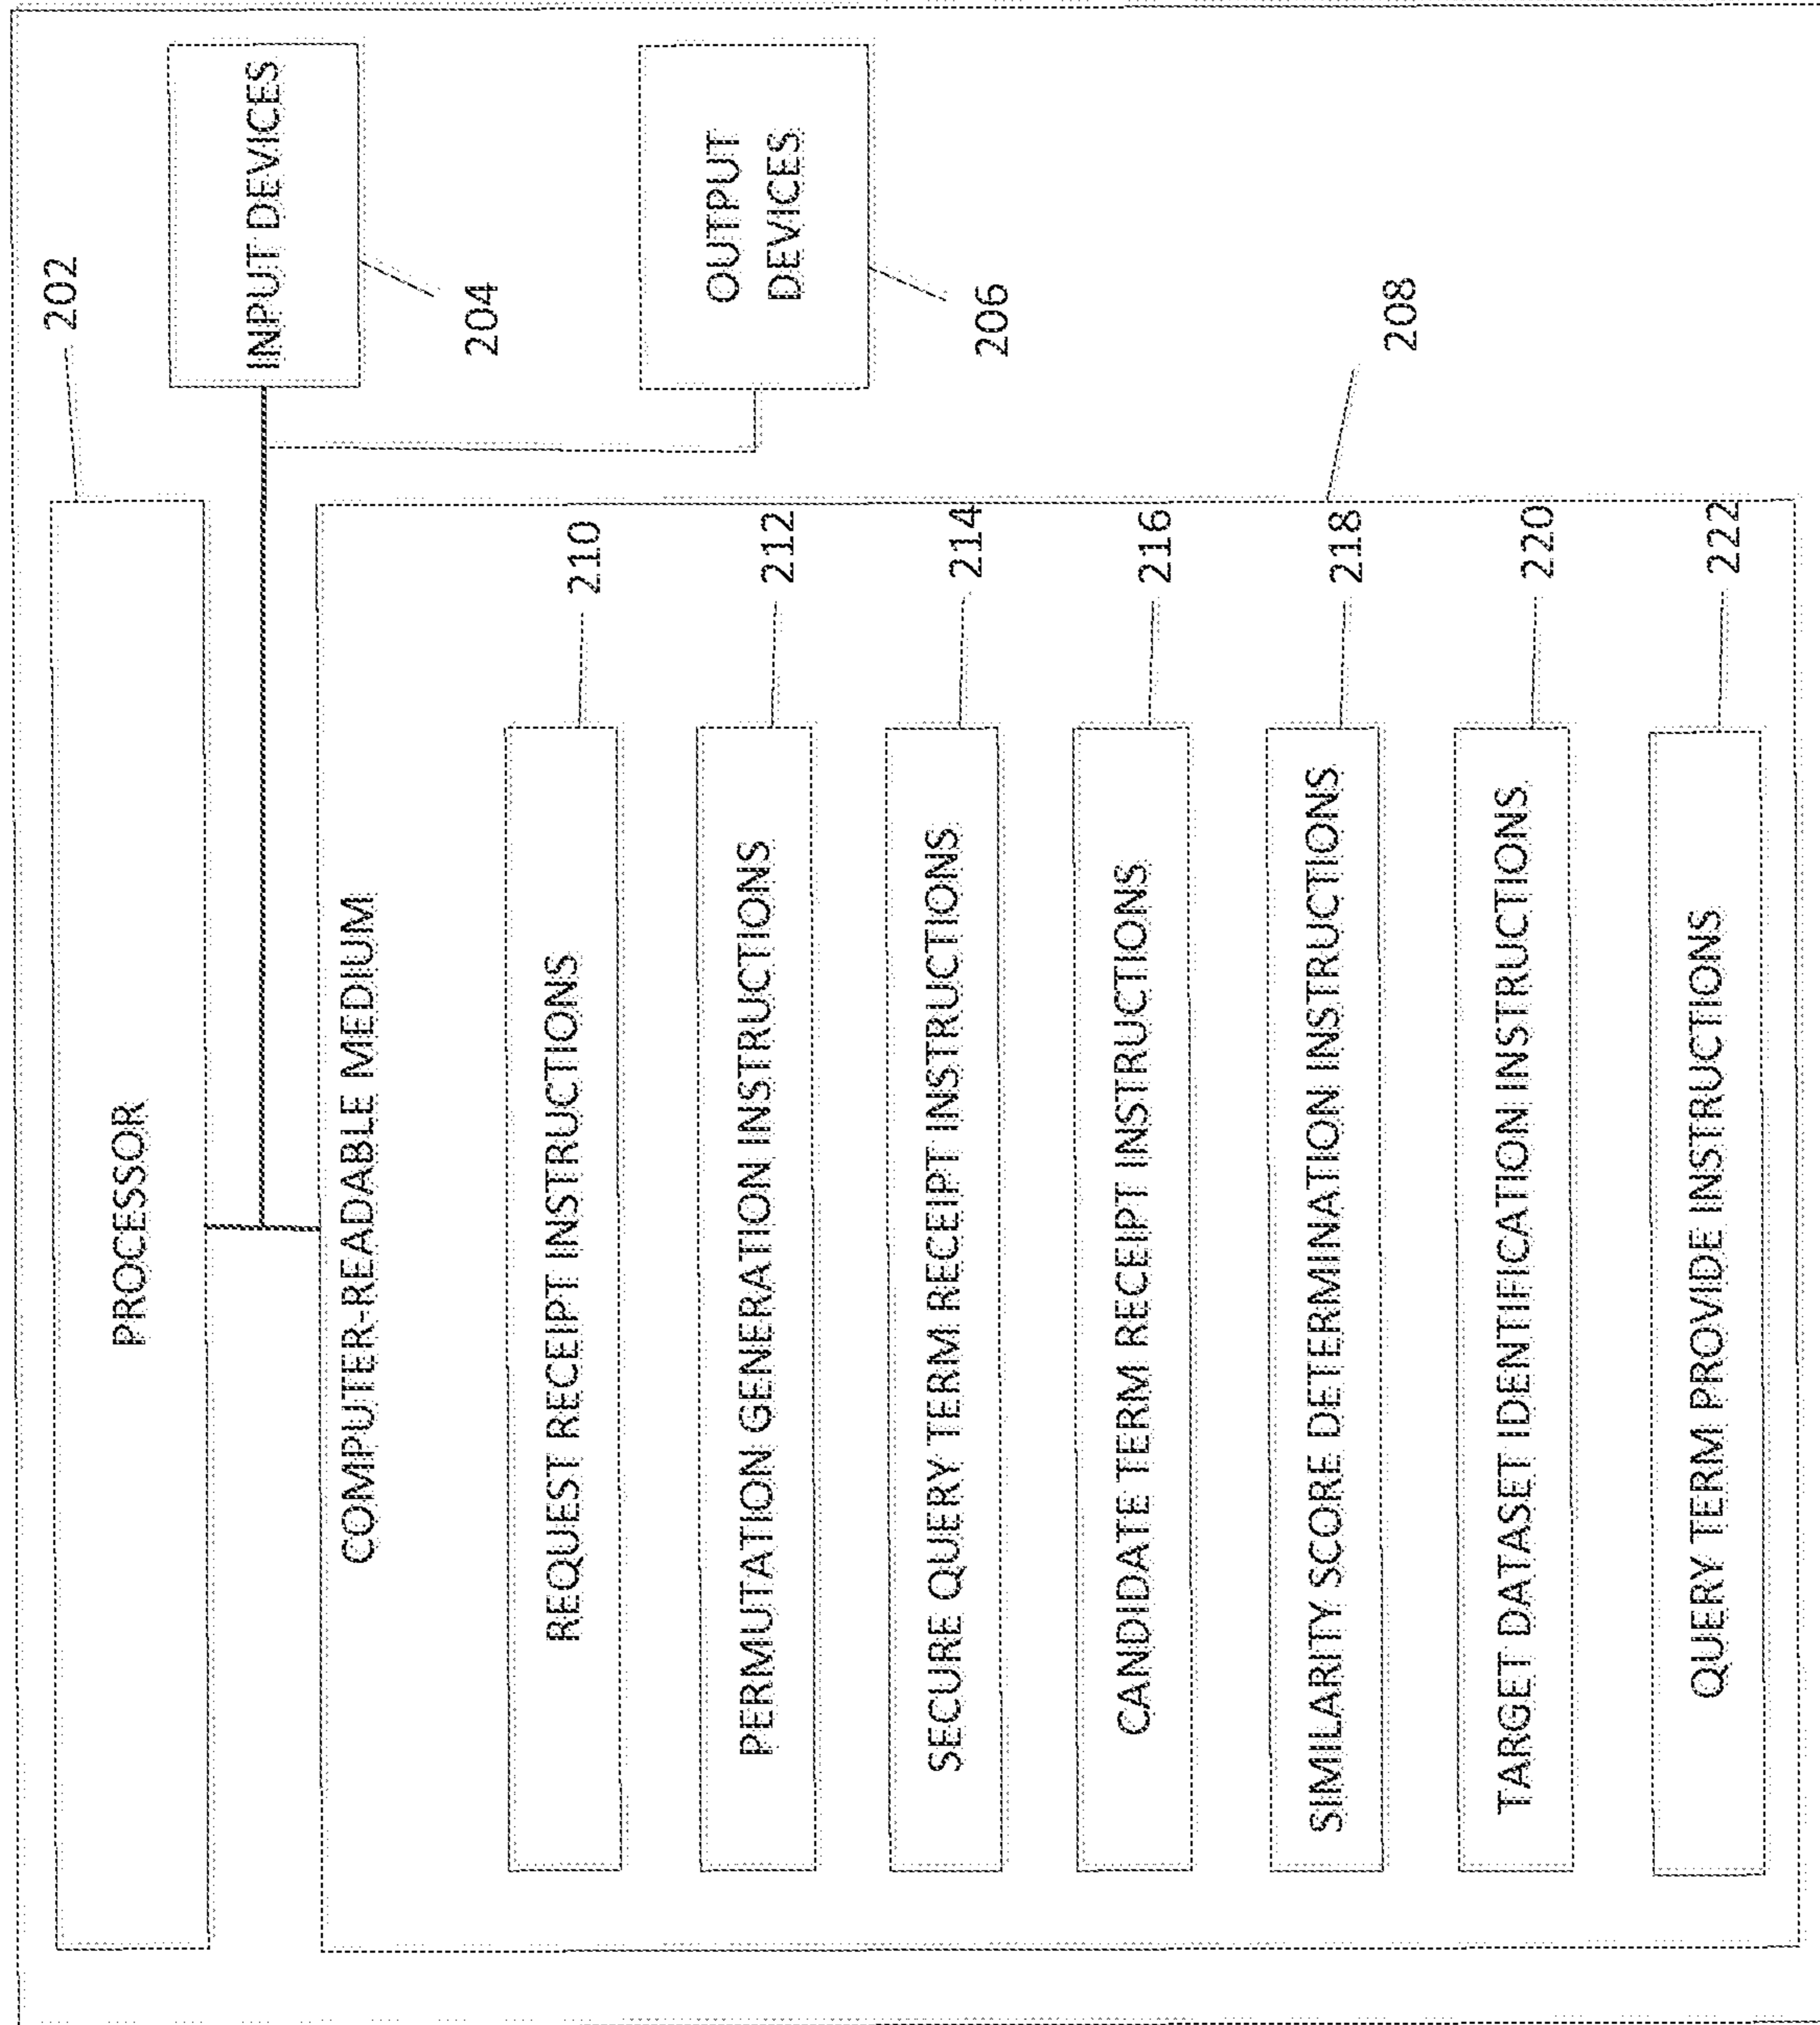 202
PROCESSOR
INPUT DEVICES
204
OUTPUT
DEVICES
206
COMPUTER-READABLE MEDIUM
208
REQUEST RECEIPT INSTRUCTIONS
210
PERMUTATION GENERATION INSTRUCTIONS
212
SECURE QUERY TERM RECEIPT INSTRUCTIONS
214
CANDIDATE TERM RECEIPT INSTRUCTIONS
216
SIMILARITY SCORE DETERMINATION INSTRUCTIONS
218
TARGET DATASET IDENTIFICATION INSTRUCTIONS
220
QUERY TERM PROVIDE INSTRUCTIONS
222